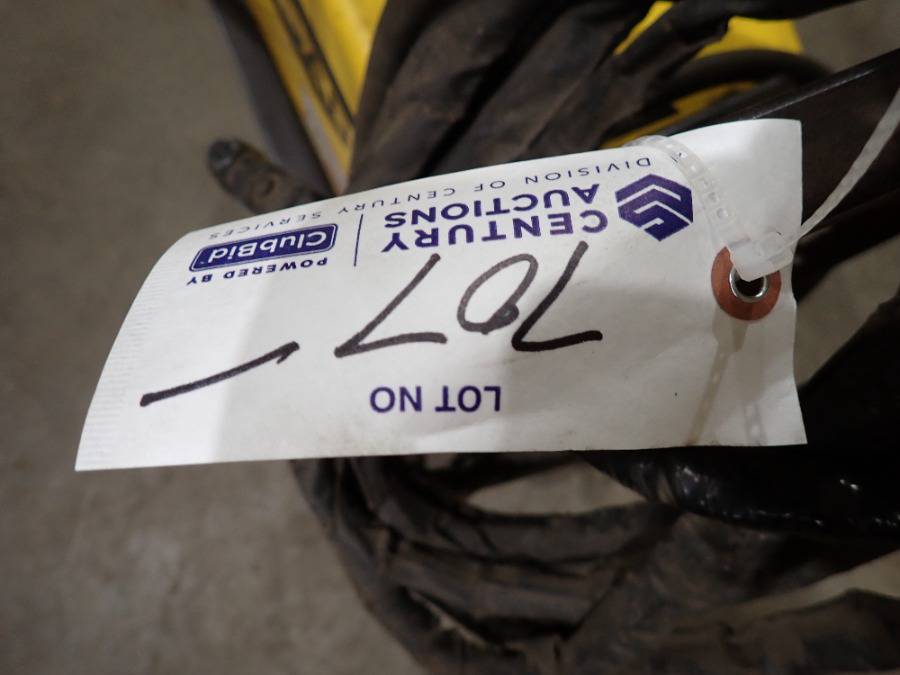 LOT NO
707 -
CENTURY
AUCTIONS
DIVISION OF CENTURY SERVICES
POWERED BY
ClubBid